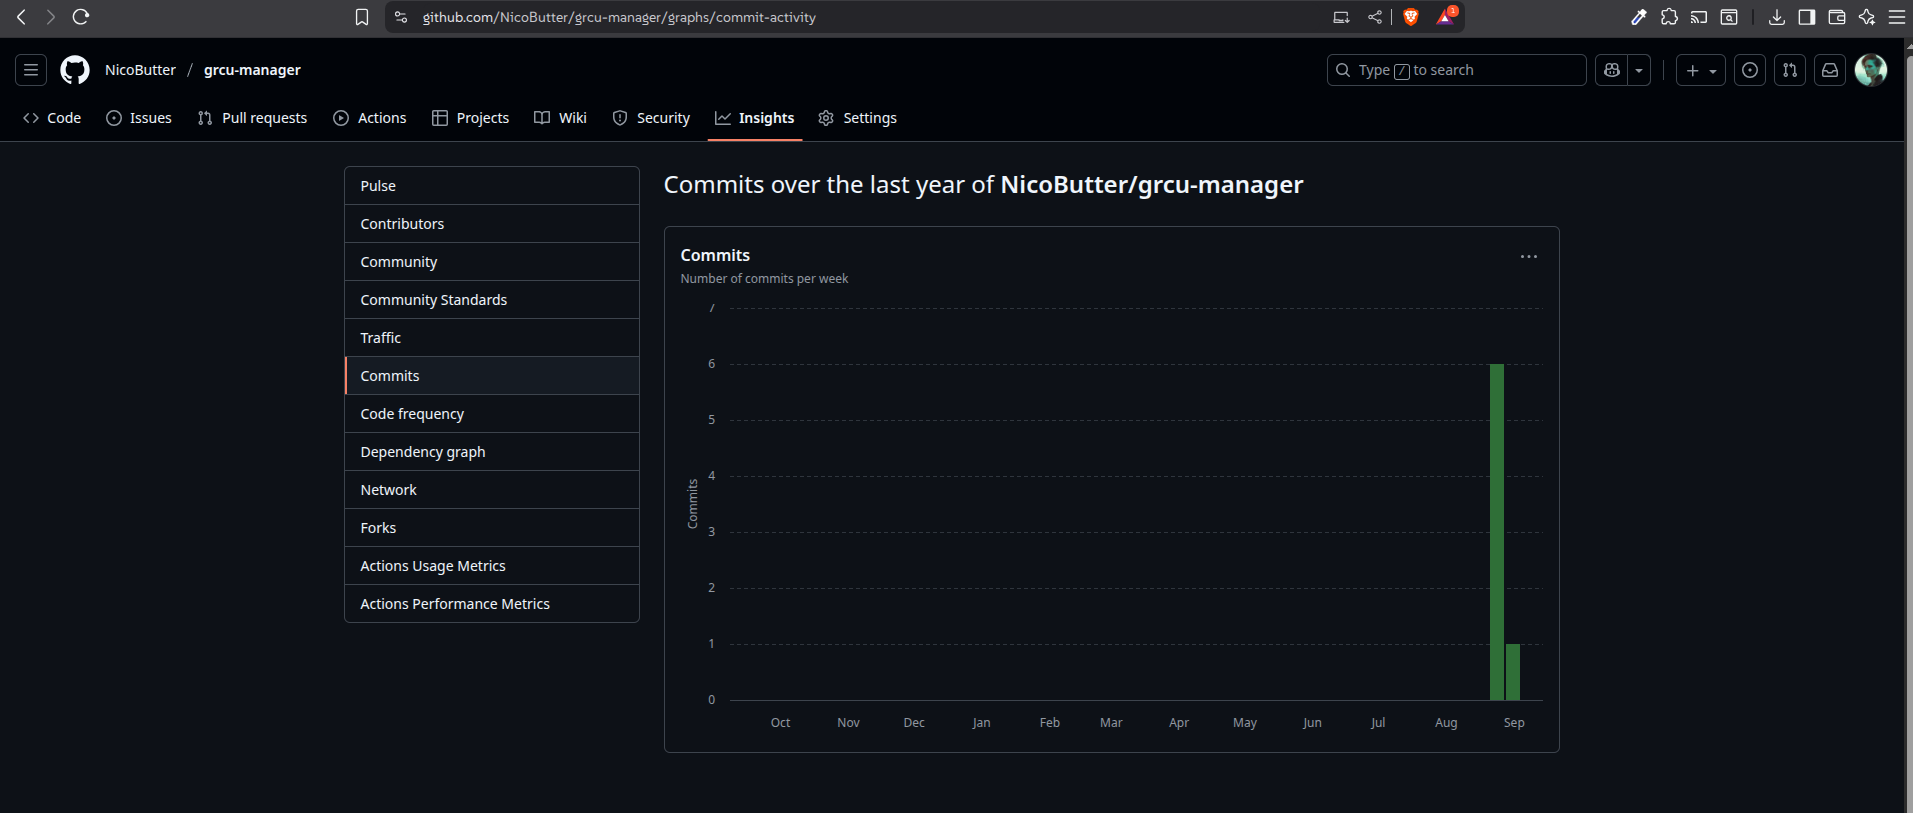 github.com/NicoButter/grcu-manager/graphs/commit-activity
1
NicoButter / grcu-manager
Type / to search
Code
Issues
Pull requests
Actions
Projects
Wiki
Security
Insights
Settings
Pulse
Contributors
Community
Community Standards
Traffic
Commits
Code frequency
Dependency graph
Network
Forks
Actions Usage Metrics
Actions Performance Metrics
Commits over the last year of NicoButter/grcu-manager
Commits
Number of commits per week
7
6
5
4
3
2
1
0
Commits
Oct Nov Dec Jan Feb Mar Apr May Jun Jul Aug Sep